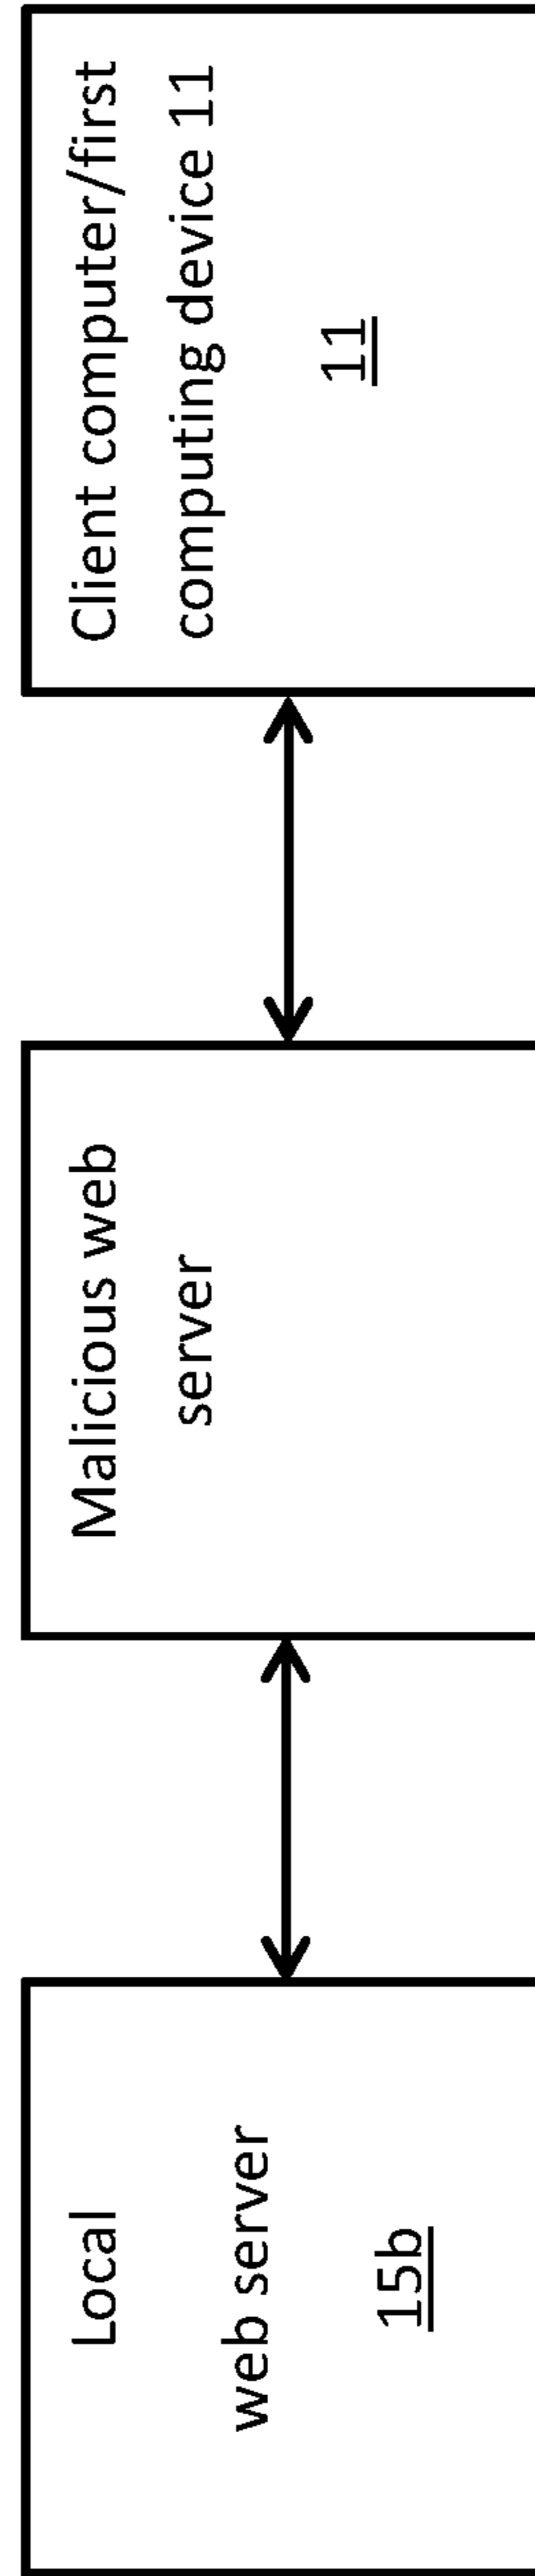 Local
web server
15b
Malicious web
server
Client computer/first
computing device 11
11